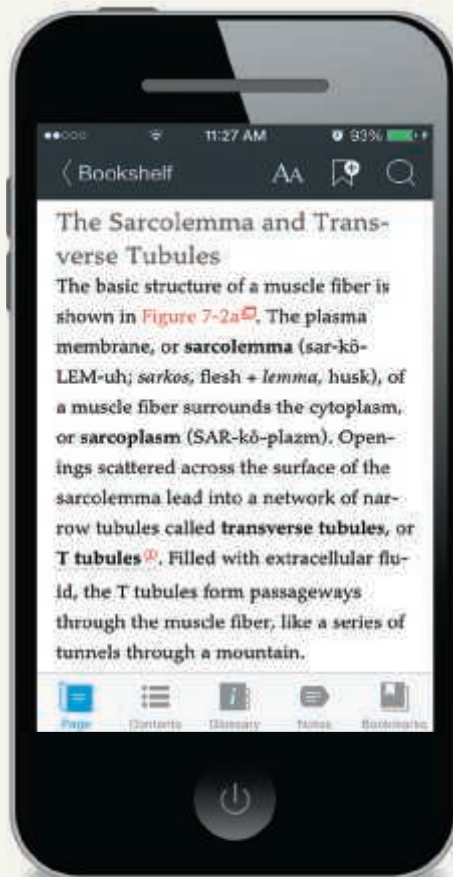 11:27 AM
93%
Bookshelf
AA
The Sarcolemma and Trans-
verse Tubules
The basic structure of a muscle fiber is
shown in Figure 7-2a. The plasma
membrane, or sarcolemma (sar-kō-
LEM-uh; sarkos, flesh + lemma, husk), of
a muscle fiber surrounds the cytoplasm,
or sarcoplasm (SAR-kō-plazm). Open-
ings scattered across the surface of the
sarcolemma lead into a network of nar-
row tubules called transverse tubules, or
T tubules. Filled with extracellular flu-
id, the T tubules form passageways
through the muscle fiber, like a series of
tunnels through a mountain.
Page Contents Glossary Notes Bookmarks